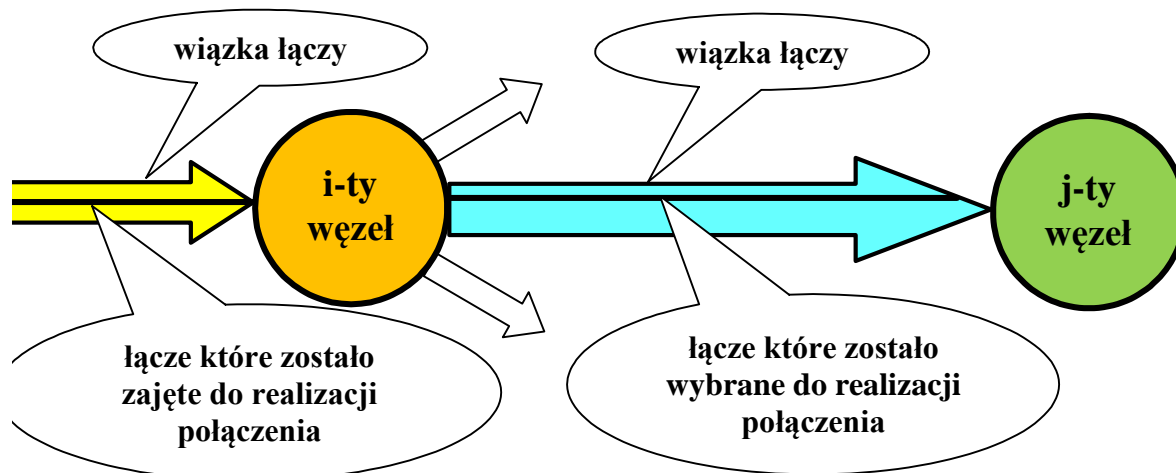 wiązka łączy
wiązka łączy
i-ty
węzeł
j-ty
węzeł
łącze które zostało
zajęte do realizacji
połączenia
łącze które zostało
wybrane do realizacji
połączenia